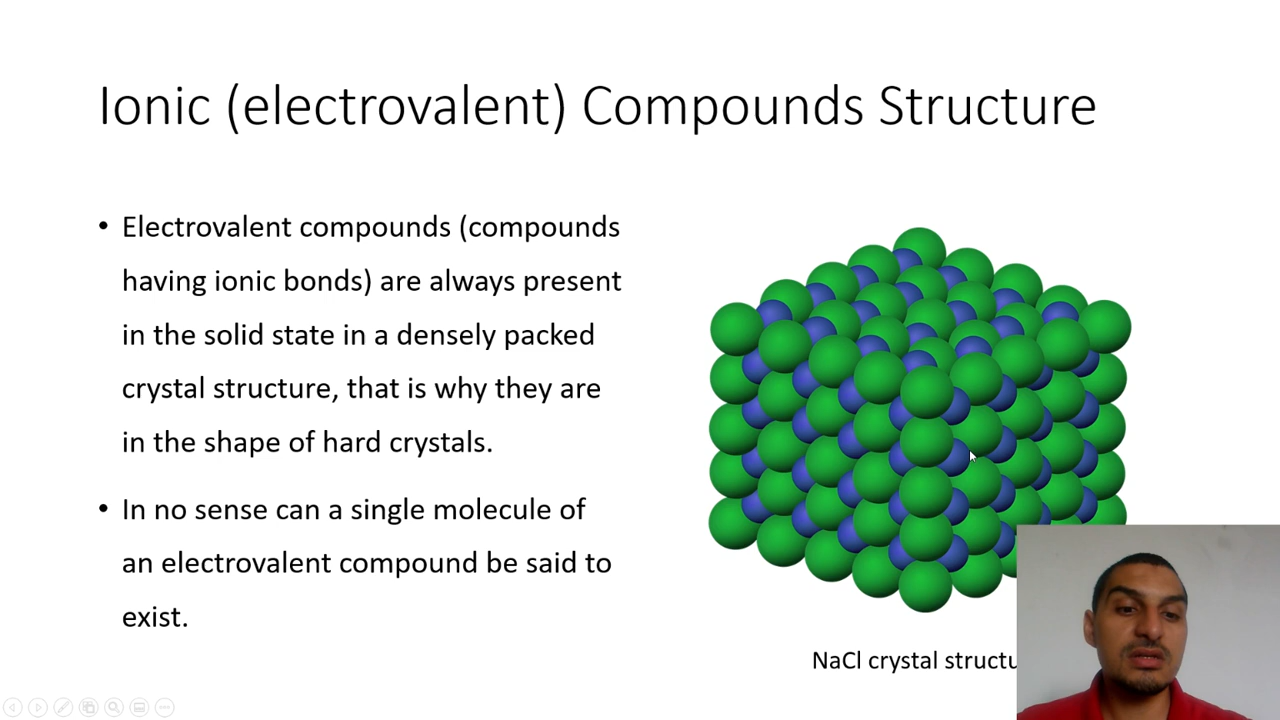 Ionic (electrovalent) Compounds Structure
• Electrovalent compounds (compounds
having ionic bonds) are always present
in the solid state in a densely packed
crystal structure, that is why they are
in the shape of hard crystals.
• In no sense can a single molecule of
an electrovalent compound be said to
exist.
NaCl crystal structu